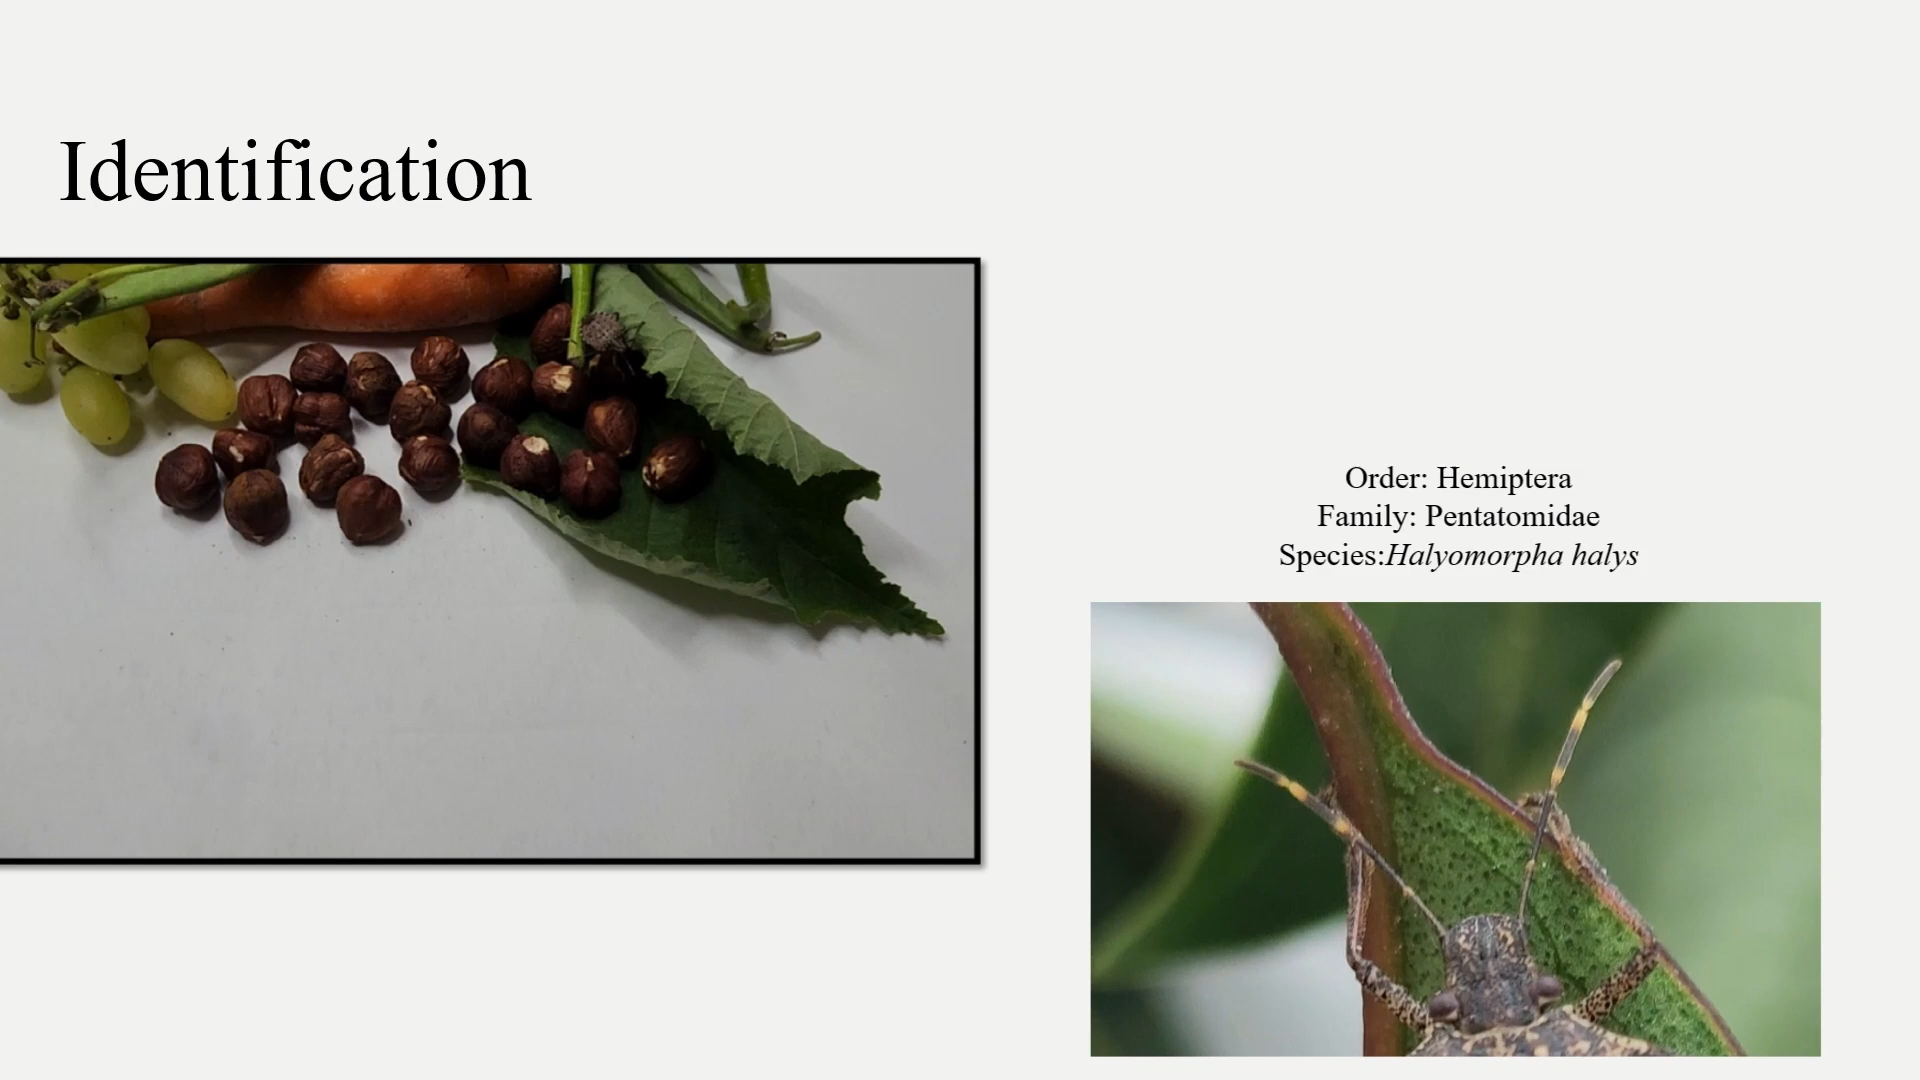 Identification
Order: Hemiptera
Family: Pentatomidae
Species:Halyomorpha halys